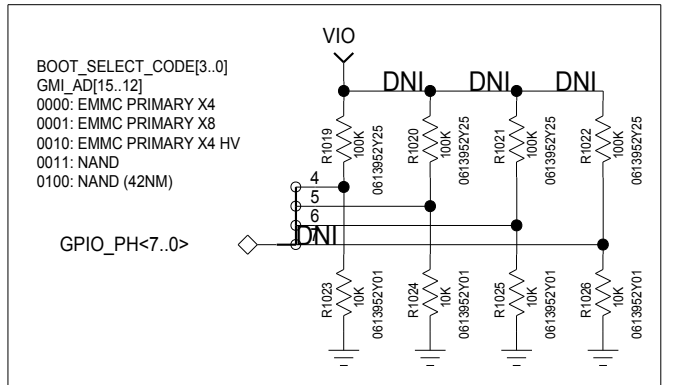 VIO
BOOT_SELECT_CODE[3..0]
GMI_AD[15..12]
0000: EMMC PRIMARY X4
0001: EMMC PRIMARY X8
0010: EMMC PRIMARY X4 HV
0011: NAND
0100: NAND (42NM)
DNI DNI DNI
R1019 100K 0613952Y25
R1020 100K 0613952Y25
R1021 100K 0613952Y25
R1022 100K 0613952Y25
4
5
6
7
DNI
GPIO_PH<7..0>
R1023 10K 0613952Y01
R1024 10K 0613952Y01
R1025 10K 0613952Y01
R1026 10K 0613952Y01